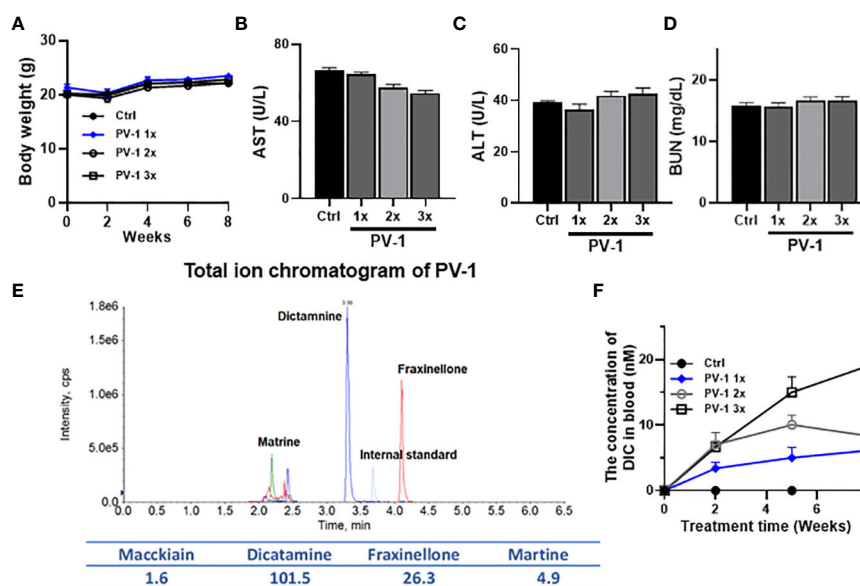 A
Body weight (g)
30
20
10
0
Ctrl
PV-1 1x
PV-1 2x
PV-1 3x
0 2 4 6 8
Weeks
B
AST (U/L)
80
60
40
20
0
Ctrl 1x 2x 3x
PV-1
C
ALT (U/L)
60
40
20
0
Ctrl 1x 2x 3x
PV-1
D
BUN (mg/dL)
20
10
0
Ctrl 1x 2x 3x
PV-1
Total ion chromatogram of PV-1
E
Intensity, cps
1.8e6
1.5e6
1.0e6
5.0e5
0.0
3.30
Dictamnine
Fraxinellone
Matrine
Internal standard
0.5 1.0 1.5 2.0 2.5 3.0 3.5 4.0 4.5 5.0 5.5 6.0 6.5
Time, min
Macckiain Dicatamine Fraxinellone Martine
1.6 101.5 26.3 4.9
F
The concentration of
DIC in blood (nM)
20
10
0
Ctrl
PV-1 1x
PV-1 2x
PV-1 3x
0 2 4 6
Treatment time (Weeks)